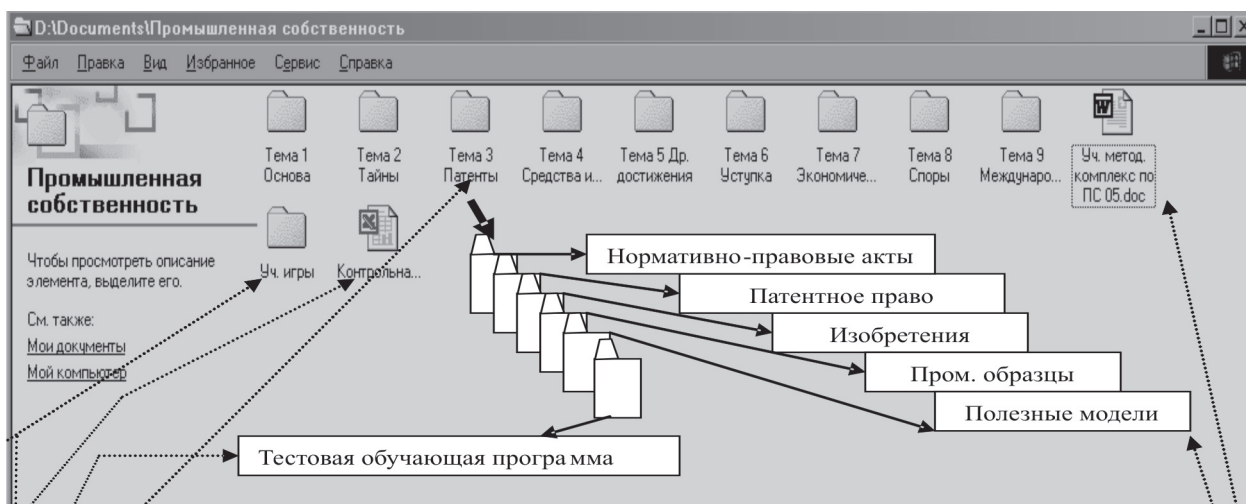 D:\Documents\Промышленная собственность
Файл Правка Вид Избранное Сервис Справка
Промышленная
собственность
Чтобы просмотреть описание
элемента, выделите его.
См. также:
Мои документы
Мой компьютер
Тема 1
Основа
Тема 2
Тайны
Тема 3
Патенты
Тема 4
Средства и...
Тема 5 Др.
достижения
Тема 6
Уступка
Тема 7
Экономиче...
Тема 8
Споры
Тема 9
Междунаро...
Уч. метод.
комплекс по
ПС 05.doc
Уч. игры
Контрольна...
Нормативно-правовые акты
Патентное право
Изобретения
Пром. образцы
Полезные модели
Тестовая обучающая програ мма